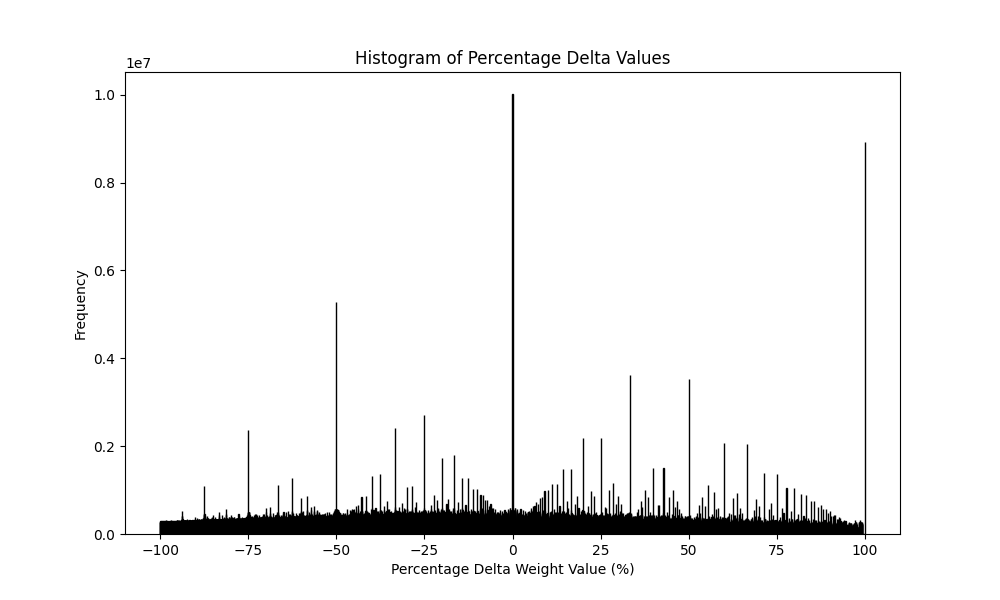 Histogram of Percentage Delta Values
1e7
1.0
0.8
0.6
0.4
0.2
0.0
Frequency
−100 −75 −50 −25 0 25 50 75 100
Percentage Delta Weight Value (%)